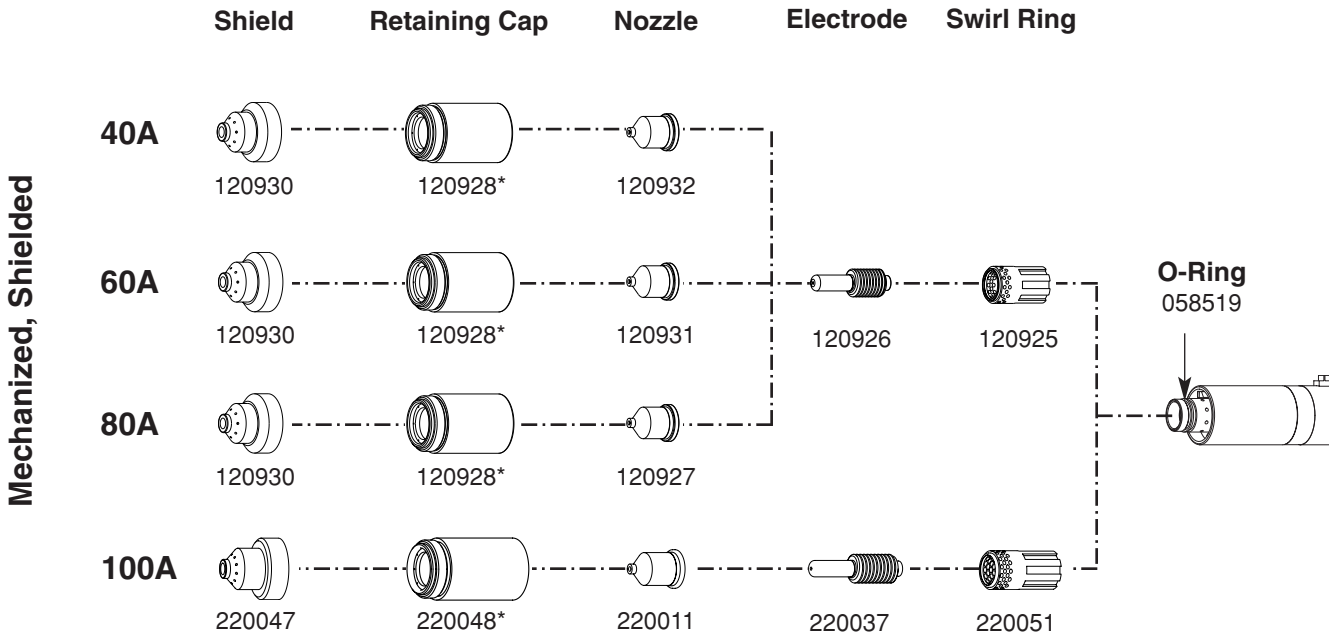 Shield Retaining Cap Nozzle Electrode Swirl Ring
Mechanized, Shielded
40A
120930 120928* 120932
60A
120930 120928* 120931 120926 120925
O-Ring
058519
80A
120930 120928* 120927
100A
220047 220048* 220011 220037 220051